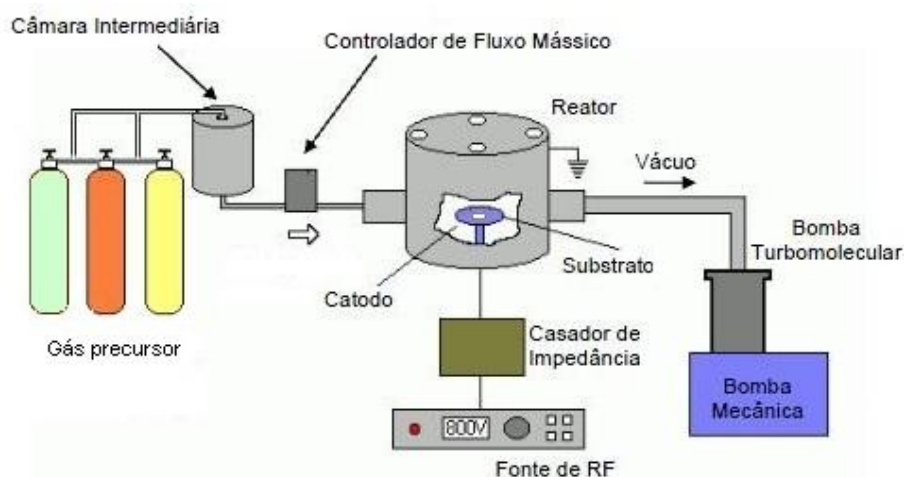 Câmara Intermediária
Controlador de Fluxo Mássico
Reator
Vácuo
Bomba
Turbomolecular
Substrato
Catodo
Gás precursor
Casador de
Impedância
Bomba
Mecânica
800V
Fonte de RF